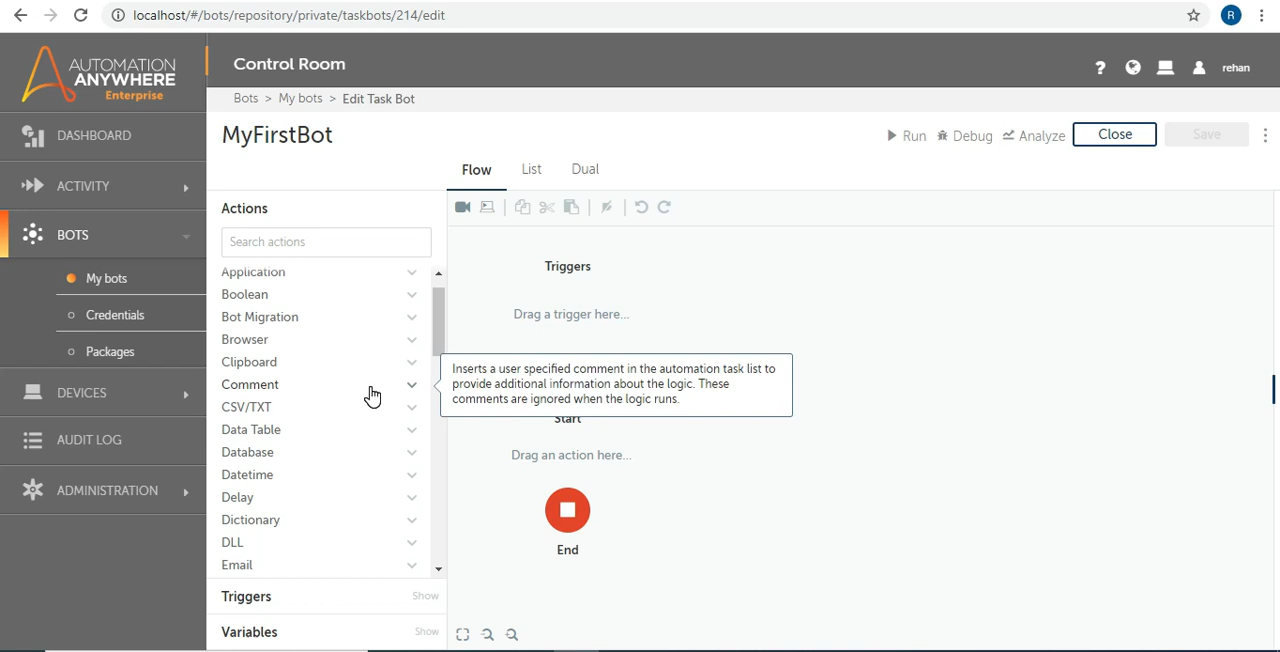 localhost/#/bots/repository/private/taskbots/214/edit
R
AUTOMATION
ANYWHERE
Enterprise
Control Room
?
rehan
Bots > My bots > Edit Task Bot
DASHBOARD
ACTIVITY
BOTS
My bots
Credentials
Packages
DEVICES
AUDIT LOG
ADMINISTRATION
MyFirstBot
Run
Debug
Analyze
Close
Save
Flow
List
Dual
Actions
Search actions
Application
Boolean
Bot Migration
Browser
Clipboard
Comment
CSV/TXT
Data Table
Database
Datetime
Delay
Dictionary
DLL
Email
Triggers
Show
Variables
Show
Triggers
Drag a trigger here...
Inserts a user specified comment in the automation task list to
provide additional information about the logic. These
comments are ignored when the logic runs.
Start
Drag an action here...
End